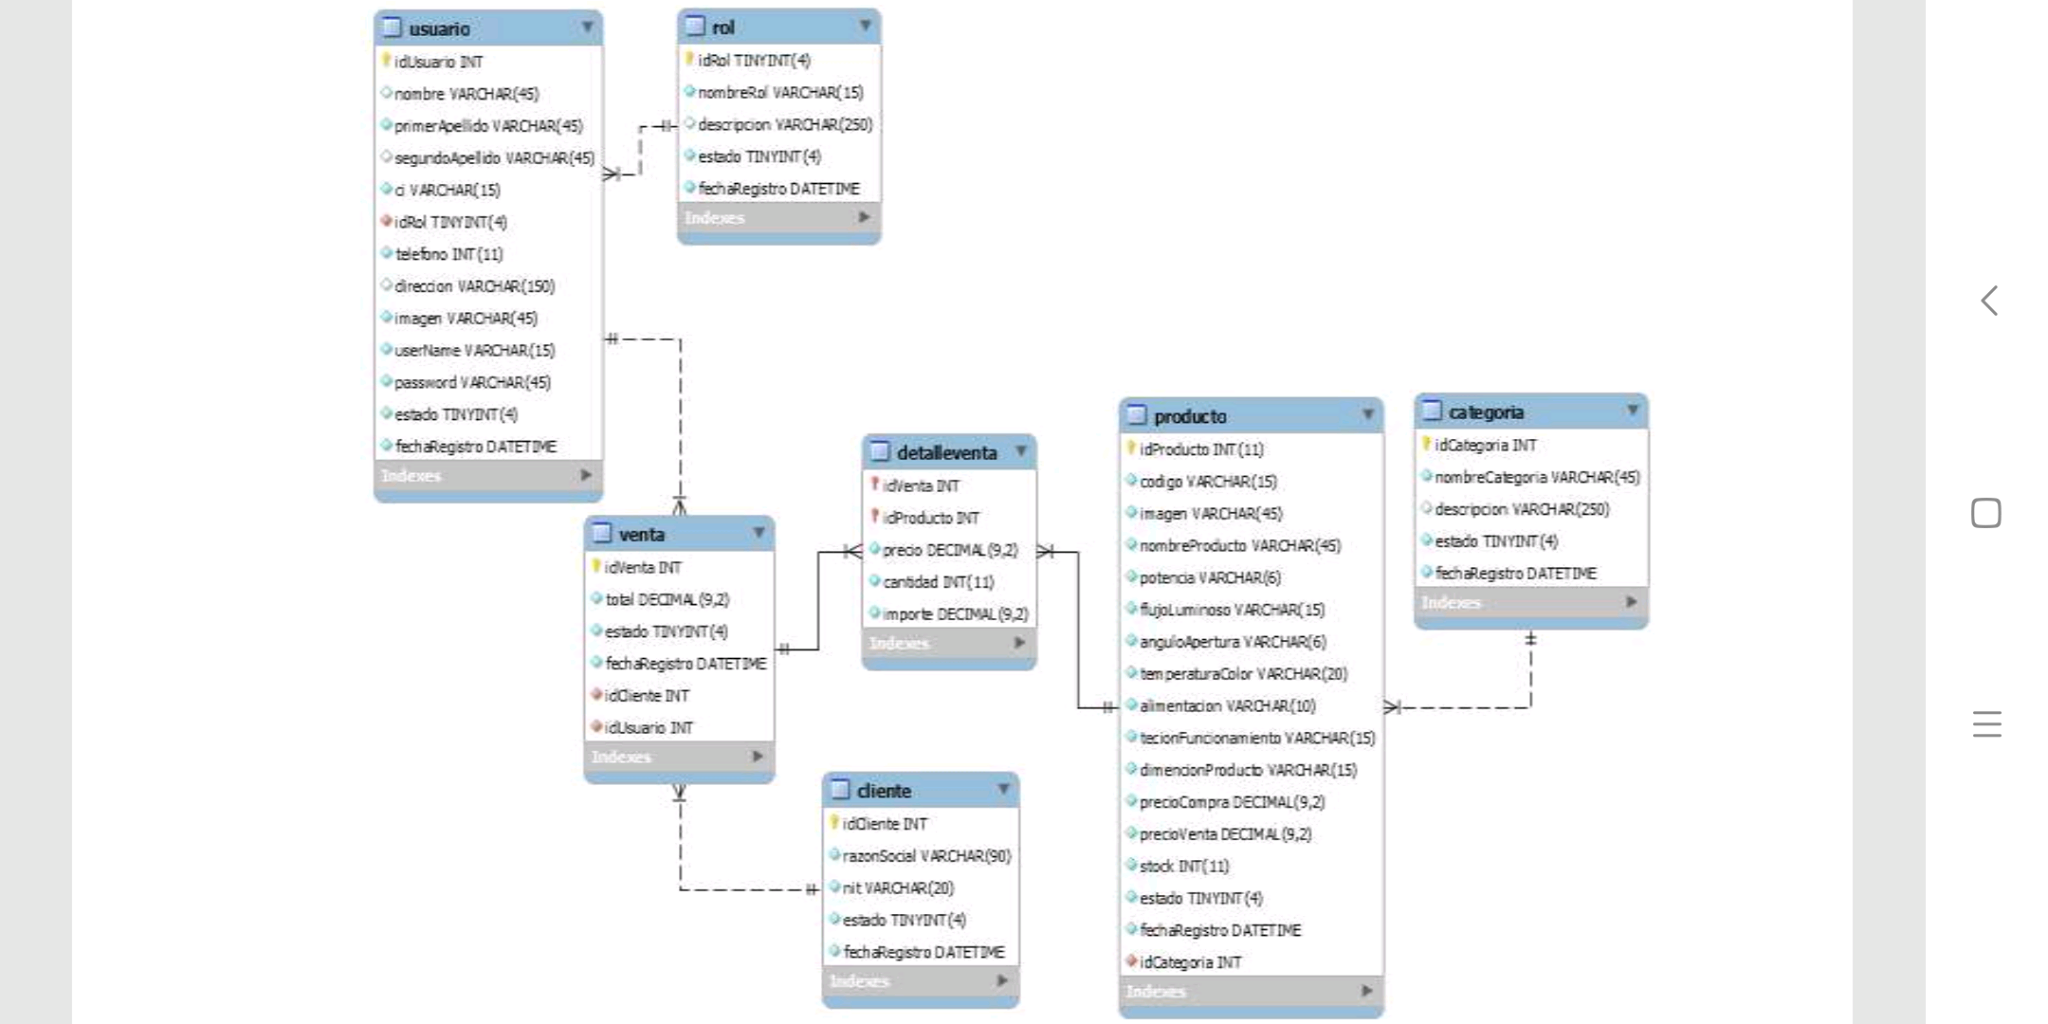 usuario
idUsuario INT
nombre VARCHAR(45)
primerApellido VARCHAR(45)
segundoApellido VARCHAR(45)
ci VARCHAR(15)
idRol TINYINT(4)
telefono INT(11)
direccion VARCHAR(150)
imagen VARCHAR(45)
userName VARCHAR(15)
password VARCHAR(45)
estado TINYINT(4)
fechaRegistro DATETIME
Indexes
rol
idRol TINYINT(4)
nombreRol VARCHAR(15)
descripcion VARCHAR(250)
estado TINYINT(4)
fechaRegistro DATETIME
Indexes
venta
idVenta INT
total DECIMAL(9,2)
estado TINYINT(4)
fechaRegistro DATETIME
idCliente INT
idUsuario INT
Indexes
detalleventa
idVenta INT
idProducto INT
precio DECIMAL(9,2)
cantidad INT(11)
importe DECIMAL(9,2)
Indexes
cliente
idCliente INT
razonSocial VARCHAR(90)
nit VARCHAR(20)
estado TINYINT(4)
fechaRegistro DATETIME
Indexes
producto
idProducto INT(11)
codigo VARCHAR(15)
imagen VARCHAR(45)
nombreProducto VARCHAR(45)
potencia VARCHAR(6)
flujoLuminoso VARCHAR(15)
anguloApertura VARCHAR(6)
temperaturaColor VARCHAR(20)
alimentacion VARCHAR(10)
tecionFuncionamiento VARCHAR(15)
dimencionProducto VARCHAR(15)
precioCompra DECIMAL(9,2)
precioVenta DECIMAL(9,2)
stock INT(11)
estado TINYINT(4)
fechaRegistro DATETIME
idCategoria INT
Indexes
categoria
idCategoria INT
nombreCategoria VARCHAR(45)
descripcion VARCHAR(250)
estado TINYINT(4)
fechaRegistro DATETIME
Indexes